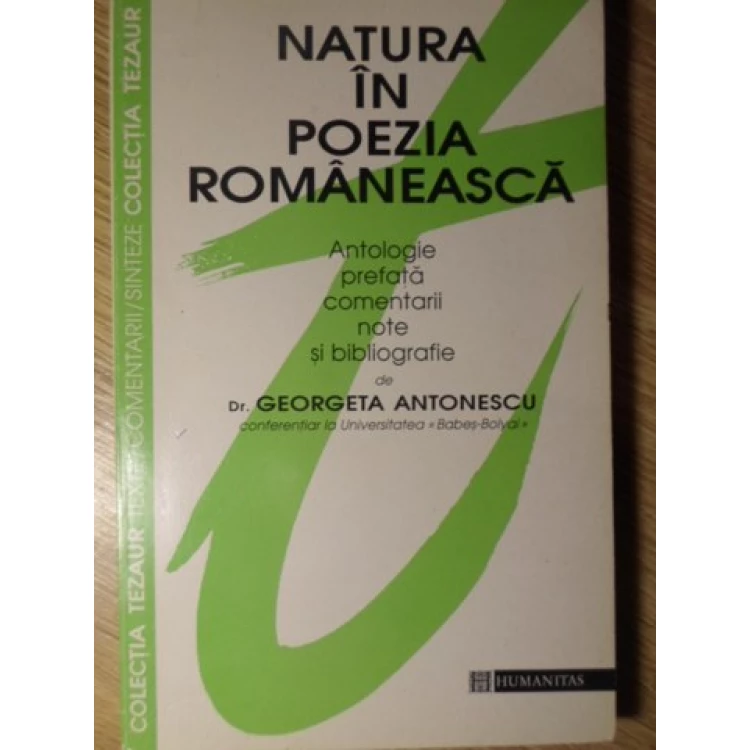 NATURA
ÎN
POEZIA
ROMÂNEASCĂ
Antologie
prefată
comentarii
note
și bibliografie
de
Dr. GEORGETA ANTONESCU
conferențiar la Universitatea « Babeș-Bolyai »
HUMANITAS
COLECȚIA TEZAUR TEXTE/COMENTARII/SINTEZE COLECȚIA TEZAUR